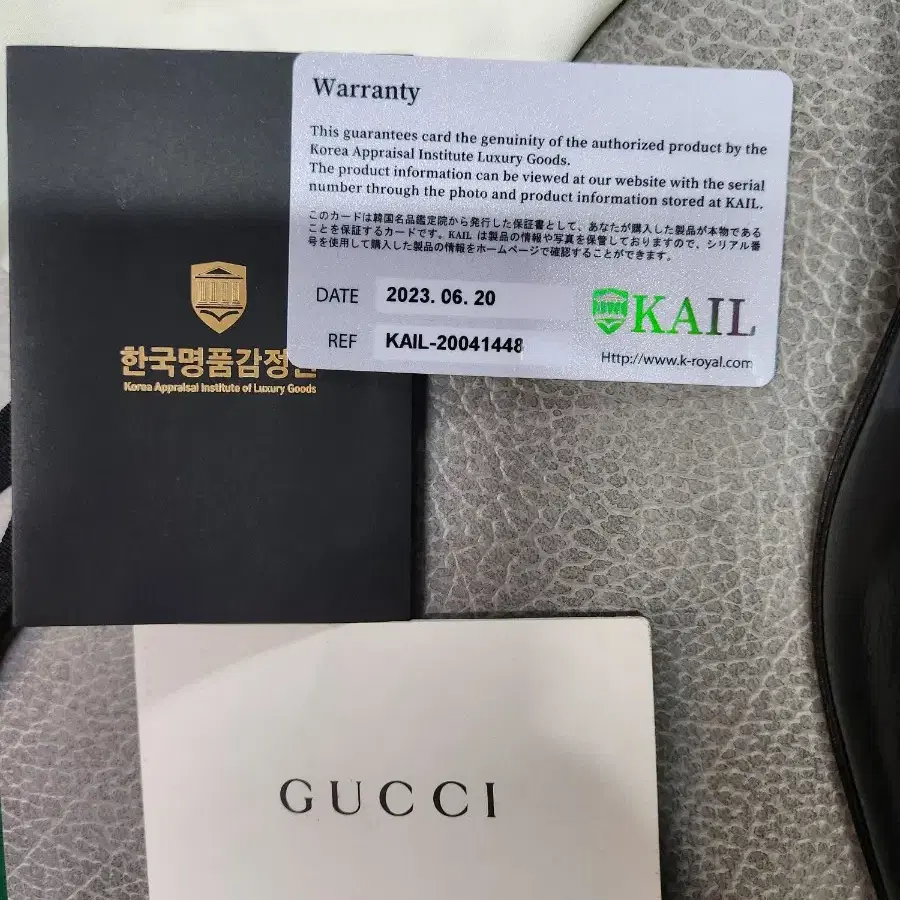 Warranty
This guarantees card the genuinity of the authorized product by the
Korea Appraisal Institute Luxury Goods.
The product information can be viewed at our website with the serial
number through the photo and product information stored at KAIL.
このカードは韓国名品鑑定院から発行した保証書として、あなたが購入した製品が本物である
ことを保証するカードです。KAIL は製品の情報や写真を保管しておりますので、シリアル番
号を使用して購入した製品の情報をホームページで確認することができます。
DATE 2023. 06. 20
REF KAIL-20041448
KAIL
Http://www.k-royal.com
한국명품감정
Korea Appraisal Institute of Luxury Goods
GUCCI